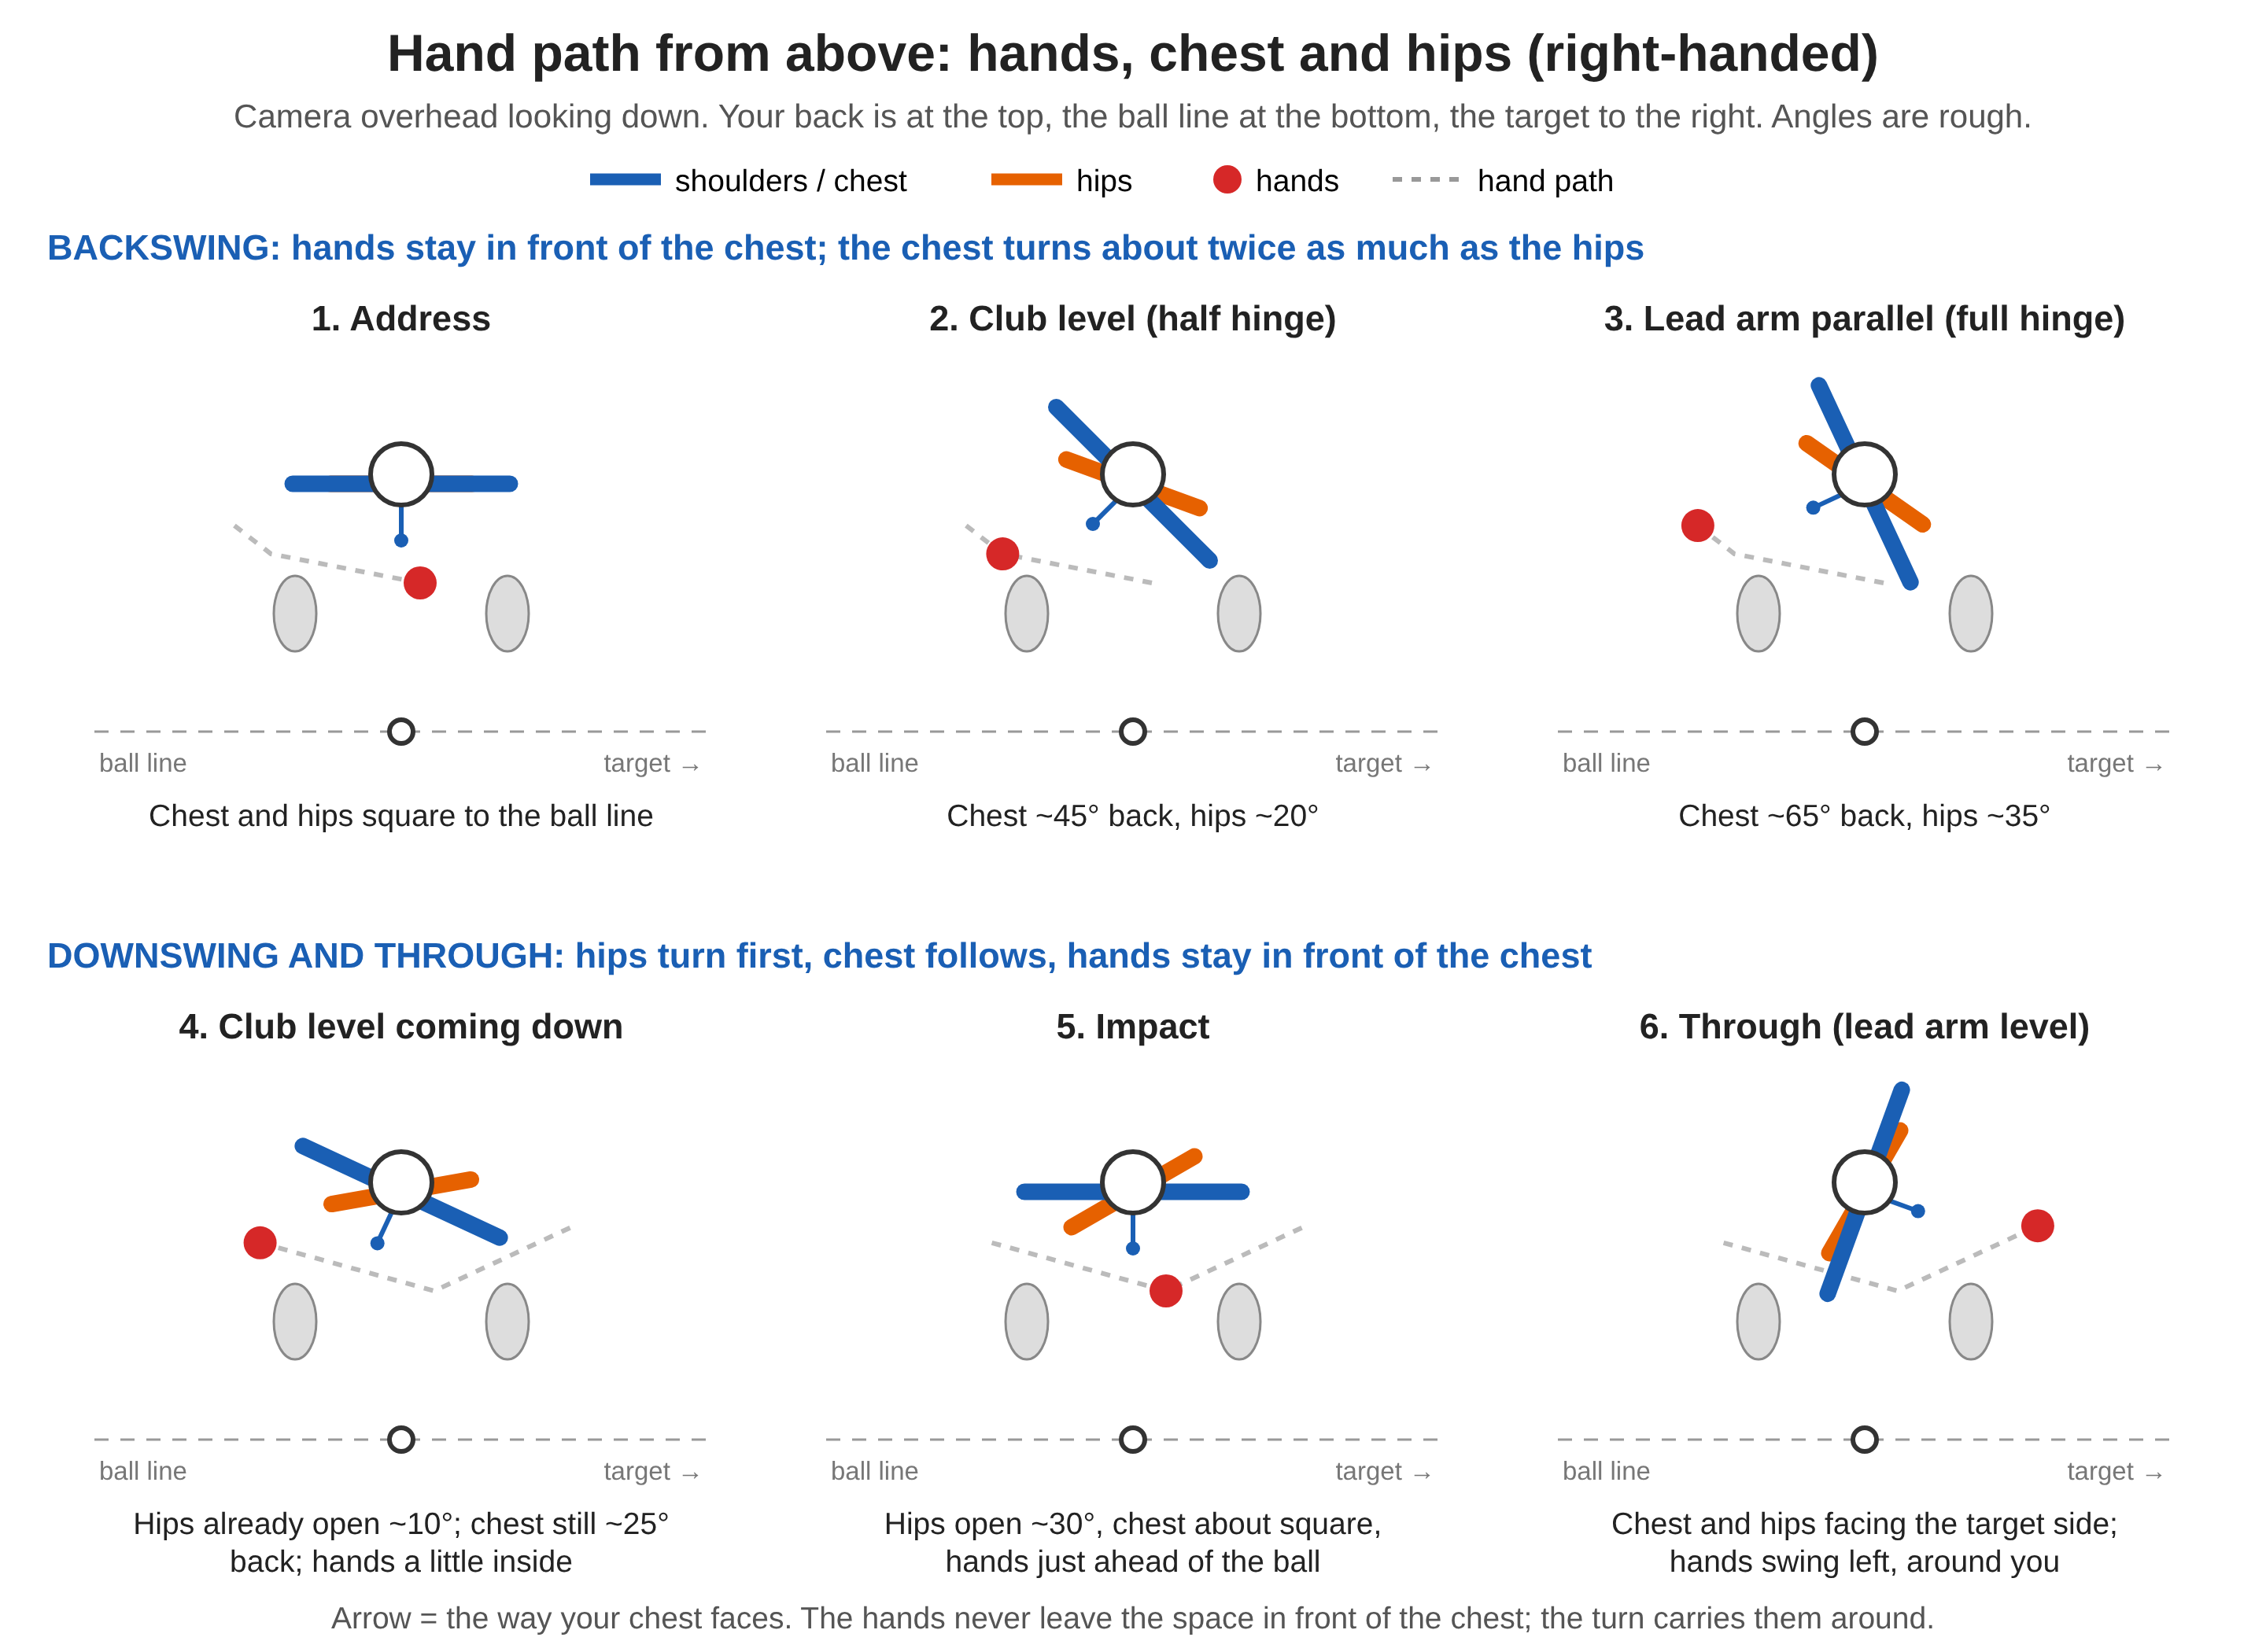 Hand path from above: hands, chest and hips (right-handed)
Camera overhead looking down. Your back is at the top, the ball line at the bottom, the target to the right. Angles are rough.
shoulders / chest hips hands hand path
BACKSWING: hands stay in front of the chest; the chest turns about twice as much as the hips
1. Address
2. Club level (half hinge)
3. Lead arm parallel (full hinge)
ball line target →
ball line target →
ball line target →
Chest and hips square to the ball line
Chest ~45° back, hips ~20°
Chest ~65° back, hips ~35°
DOWNSWING AND THROUGH: hips turn first, chest follows, hands stay in front of the chest
4. Club level coming down
5. Impact
6. Through (lead arm level)
ball line target →
ball line target →
ball line target →
Hips already open ~10°; chest still ~25°
back; hands a little inside
Hips open ~30°, chest about square,
hands just ahead of the ball
Chest and hips facing the target side;
hands swing left, around you
Arrow = the way your chest faces. The hands never leave the space in front of the chest; the turn carries them around.